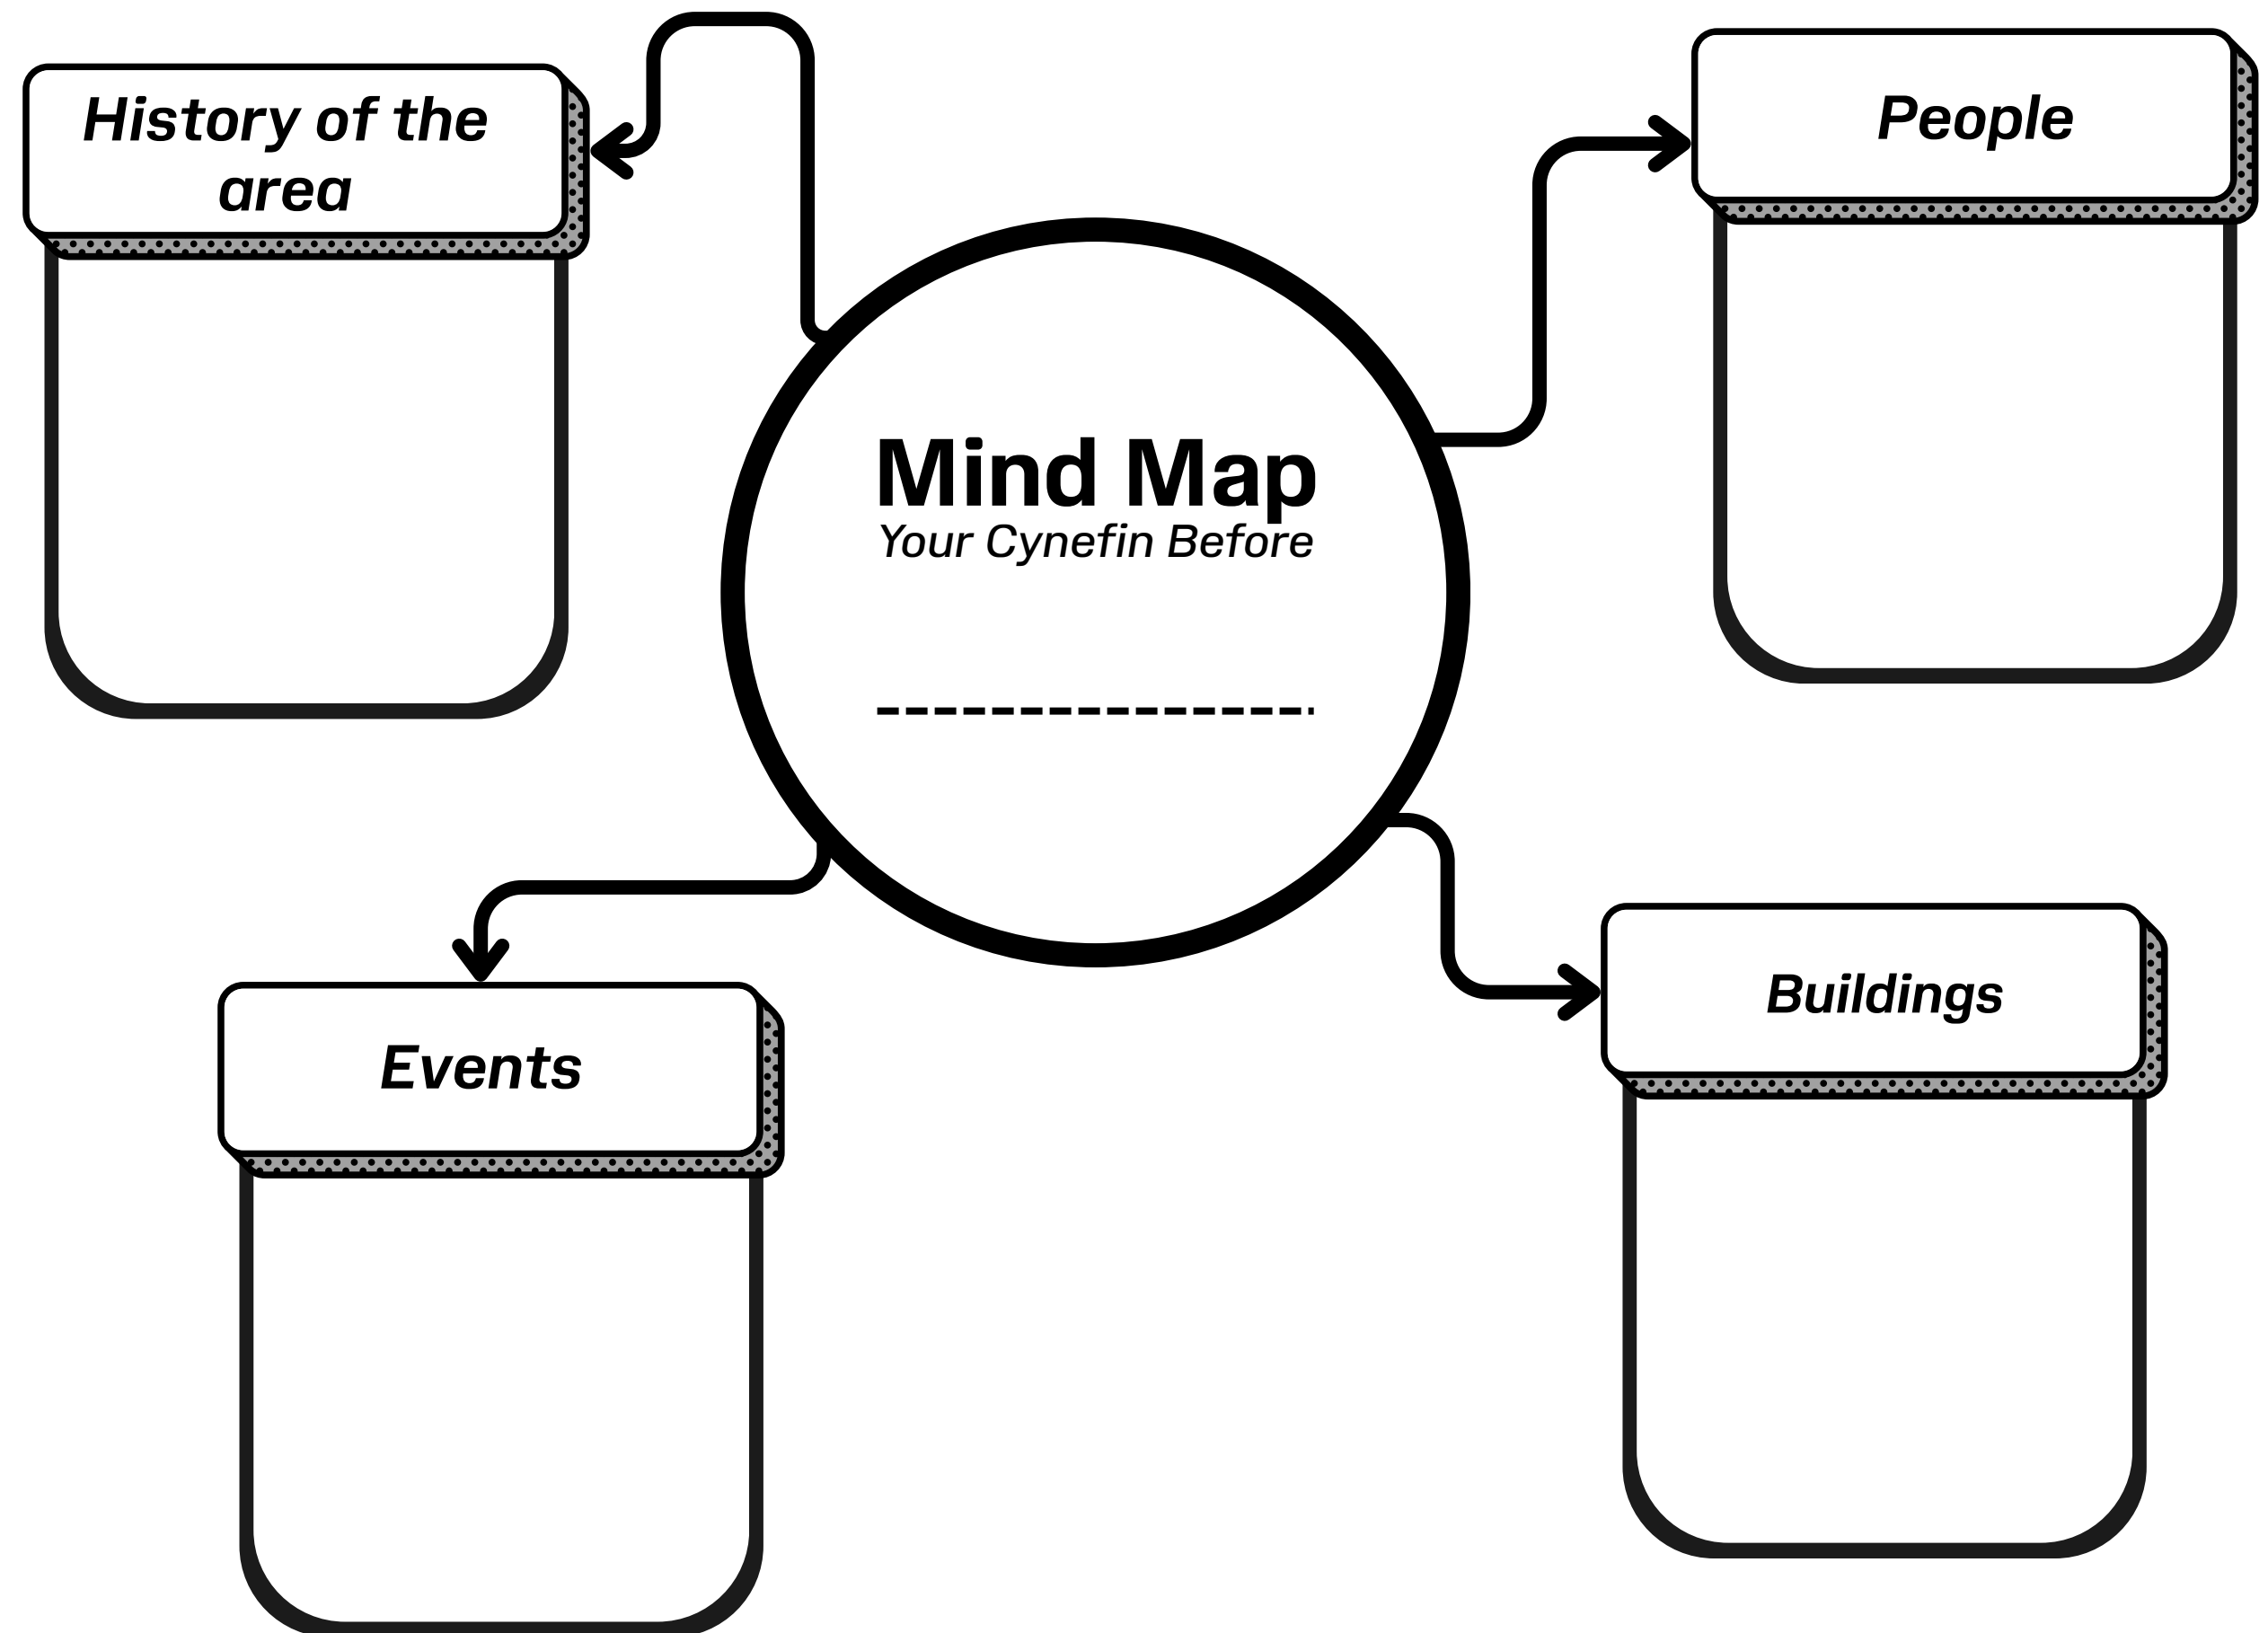 History of the
area
People
Mind Map
Your Cynefin Before
Events
Buildings